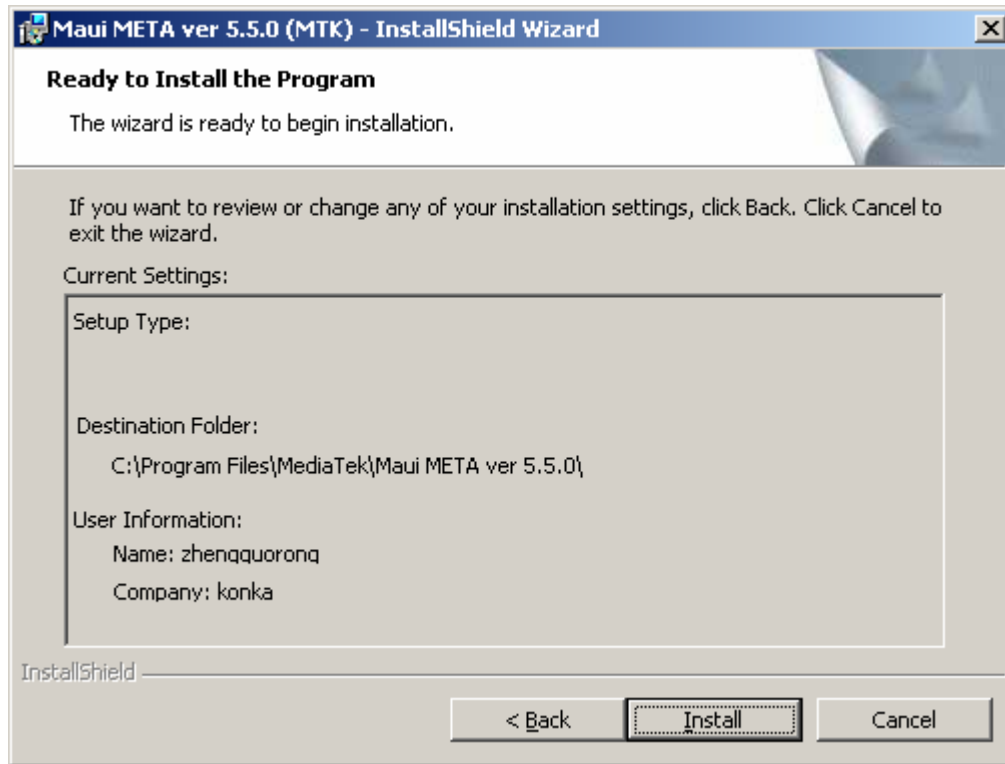 Maui META ver 5.5.0 (MTK) - InstallShield Wizard
Ready to Install the Program
The wizard is ready to begin installation.
If you want to review or change any of your installation settings, click Back. Click Cancel to
exit the wizard.
Current Settings:
Setup Type:
Destination Folder:
C:\Program Files\MediaTek\Maui META ver 5.5.0\
User Information:
Name: zhengguorong
Company: konka
InstallShield
< Back
Install
Cancel